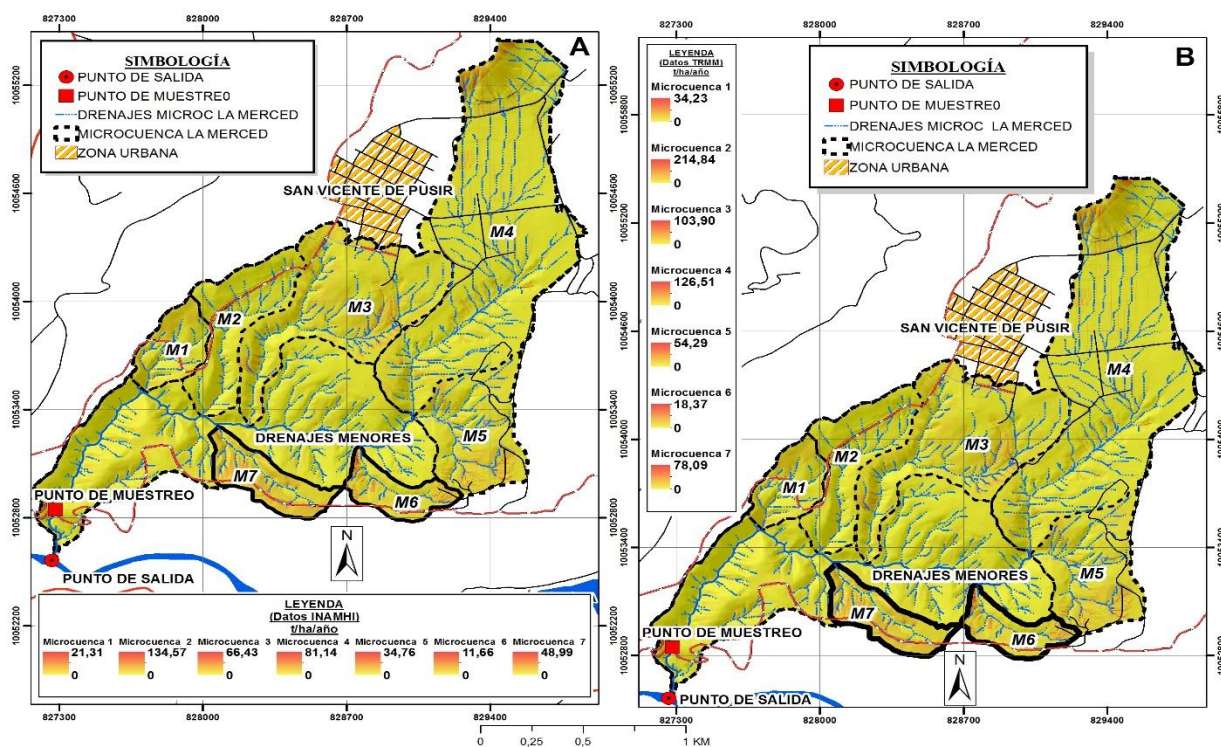 827300 828000 828700 829400
A
SIMBOLOGÍA
PUNTO DE SALIDA
PUNTO DE MUESTRE0
DRENAJES MICROC LA MERCED
MICROCUENCA LA MERCED
ZONA URBANA
10055200
10054600
10054000
10053400
10052800
10052200
SAN VICENTE DE PUSIR
M4
M3
M2
M1
M5
DRENAJES MENORES
M7
M6
PUNTO DE MUESTREO
PUNTO DE SALIDA
N
LEYENDA
(Datos INAMHI)
t/ha/año
Microcuenca 1 Microcuenca 2 Microcuenca 3 Microcuenca 4 Microcuenca 5 Microcuenca 6 Microcuenca 7
21,31 134,57 66,43 81,14 34,76 11,66 48,99
0 0 0 0 0 0 0
827300 828000 828700 829400
827300 828000 828700 829400
B
LEYENDA
(Datos TRMM)
t/ha/año
Microcuenca 1
34,23
0
Microcuenca 2
214,84
0
Microcuenca 3
103,90
0
Microcuenca 4
126,51
0
Microcuenca 5
54,29
0
Microcuenca 6
18,37
0
Microcuenca 7
78,09
0
SIMBOLOGÍA
PUNTO DE SALIDA
PUNTO DE MUESTRE0
DRENAJES MICROC LA MERCED
MICROCUENCA LA MERCED
ZONA URBANA
10055800
10055200
10054600
10054000
10053400
10052800
SAN VICENTE DE PUSIR
M4
M3
M2
M1
M5
DRENAJES MENORES
M7
M6
PUNTO DE MUESTREO
PUNTO DE SALIDA
N
827300 828000 828700 829400
0 0,25 0,5 1 KM